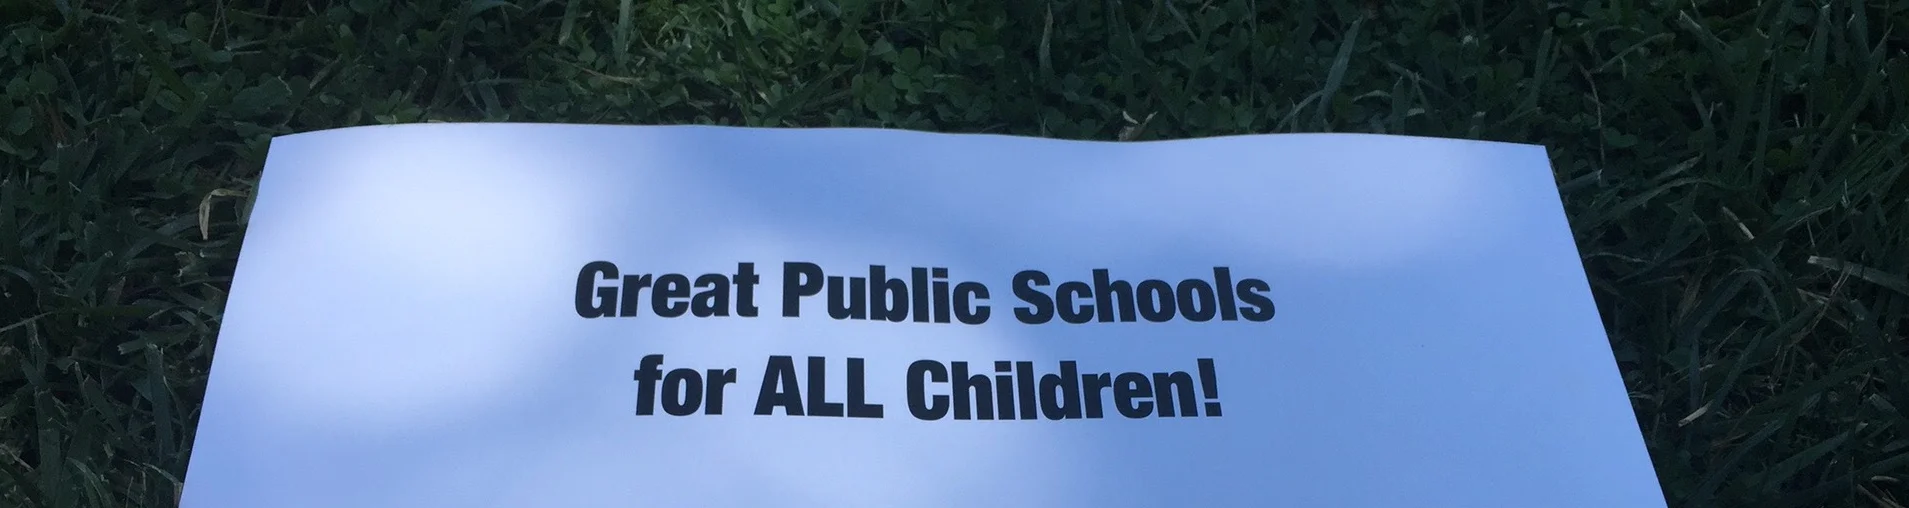 Great Public Schools
for ALL Children!